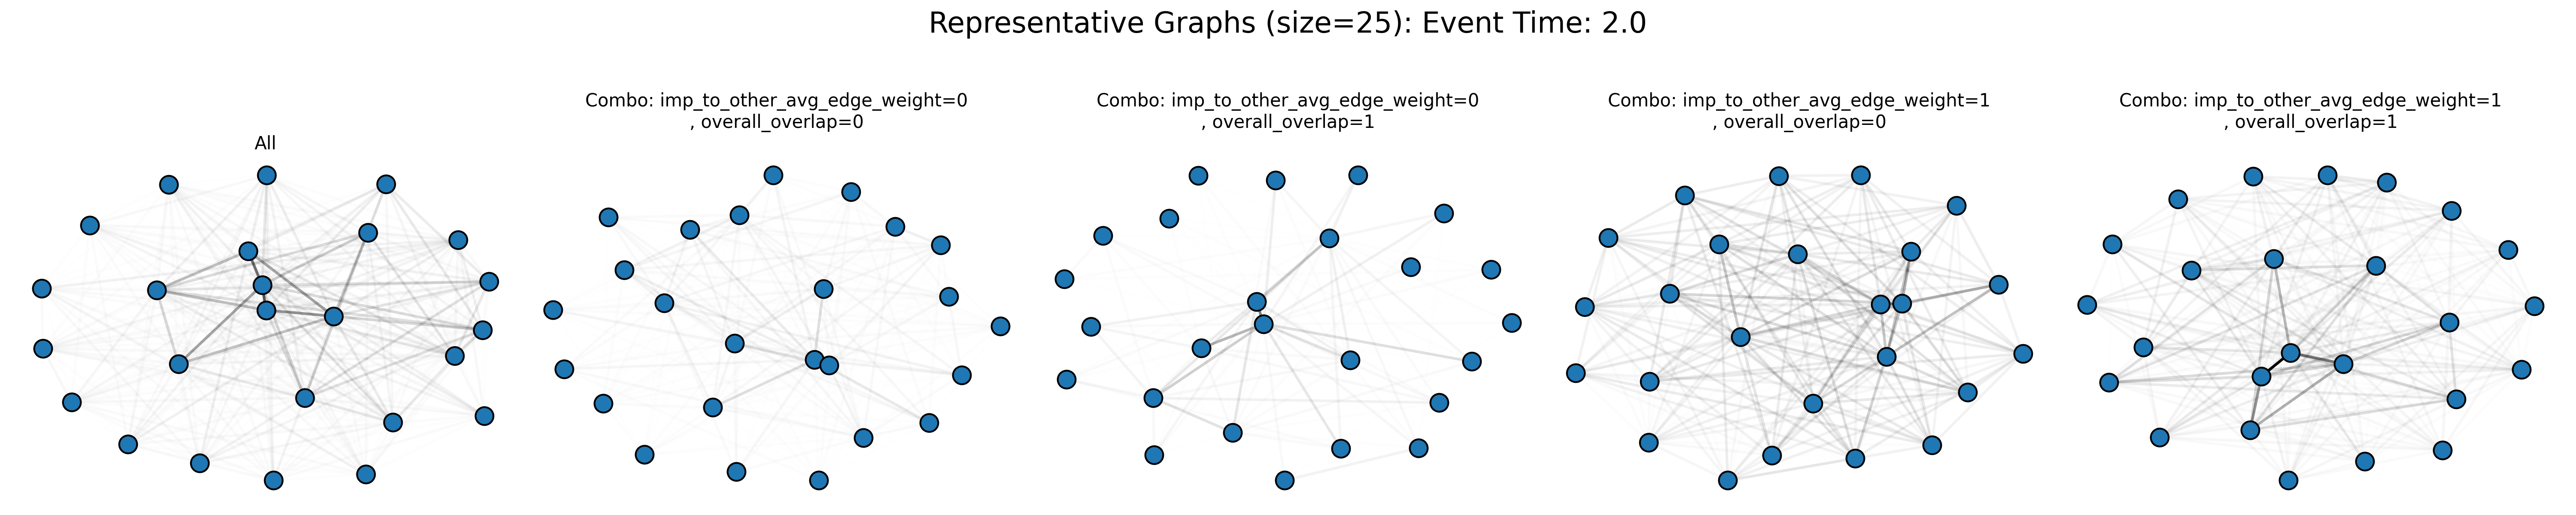 Representative Graphs (size=25): Event Time: 2.0
All
Combo: imp_to_other_avg_edge_weight=0
, overall_overlap=0
Combo: imp_to_other_avg_edge_weight=0
, overall_overlap=1
Combo: imp_to_other_avg_edge_weight=1
, overall_overlap=0
Combo: imp_to_other_avg_edge_weight=1
, overall_overlap=1